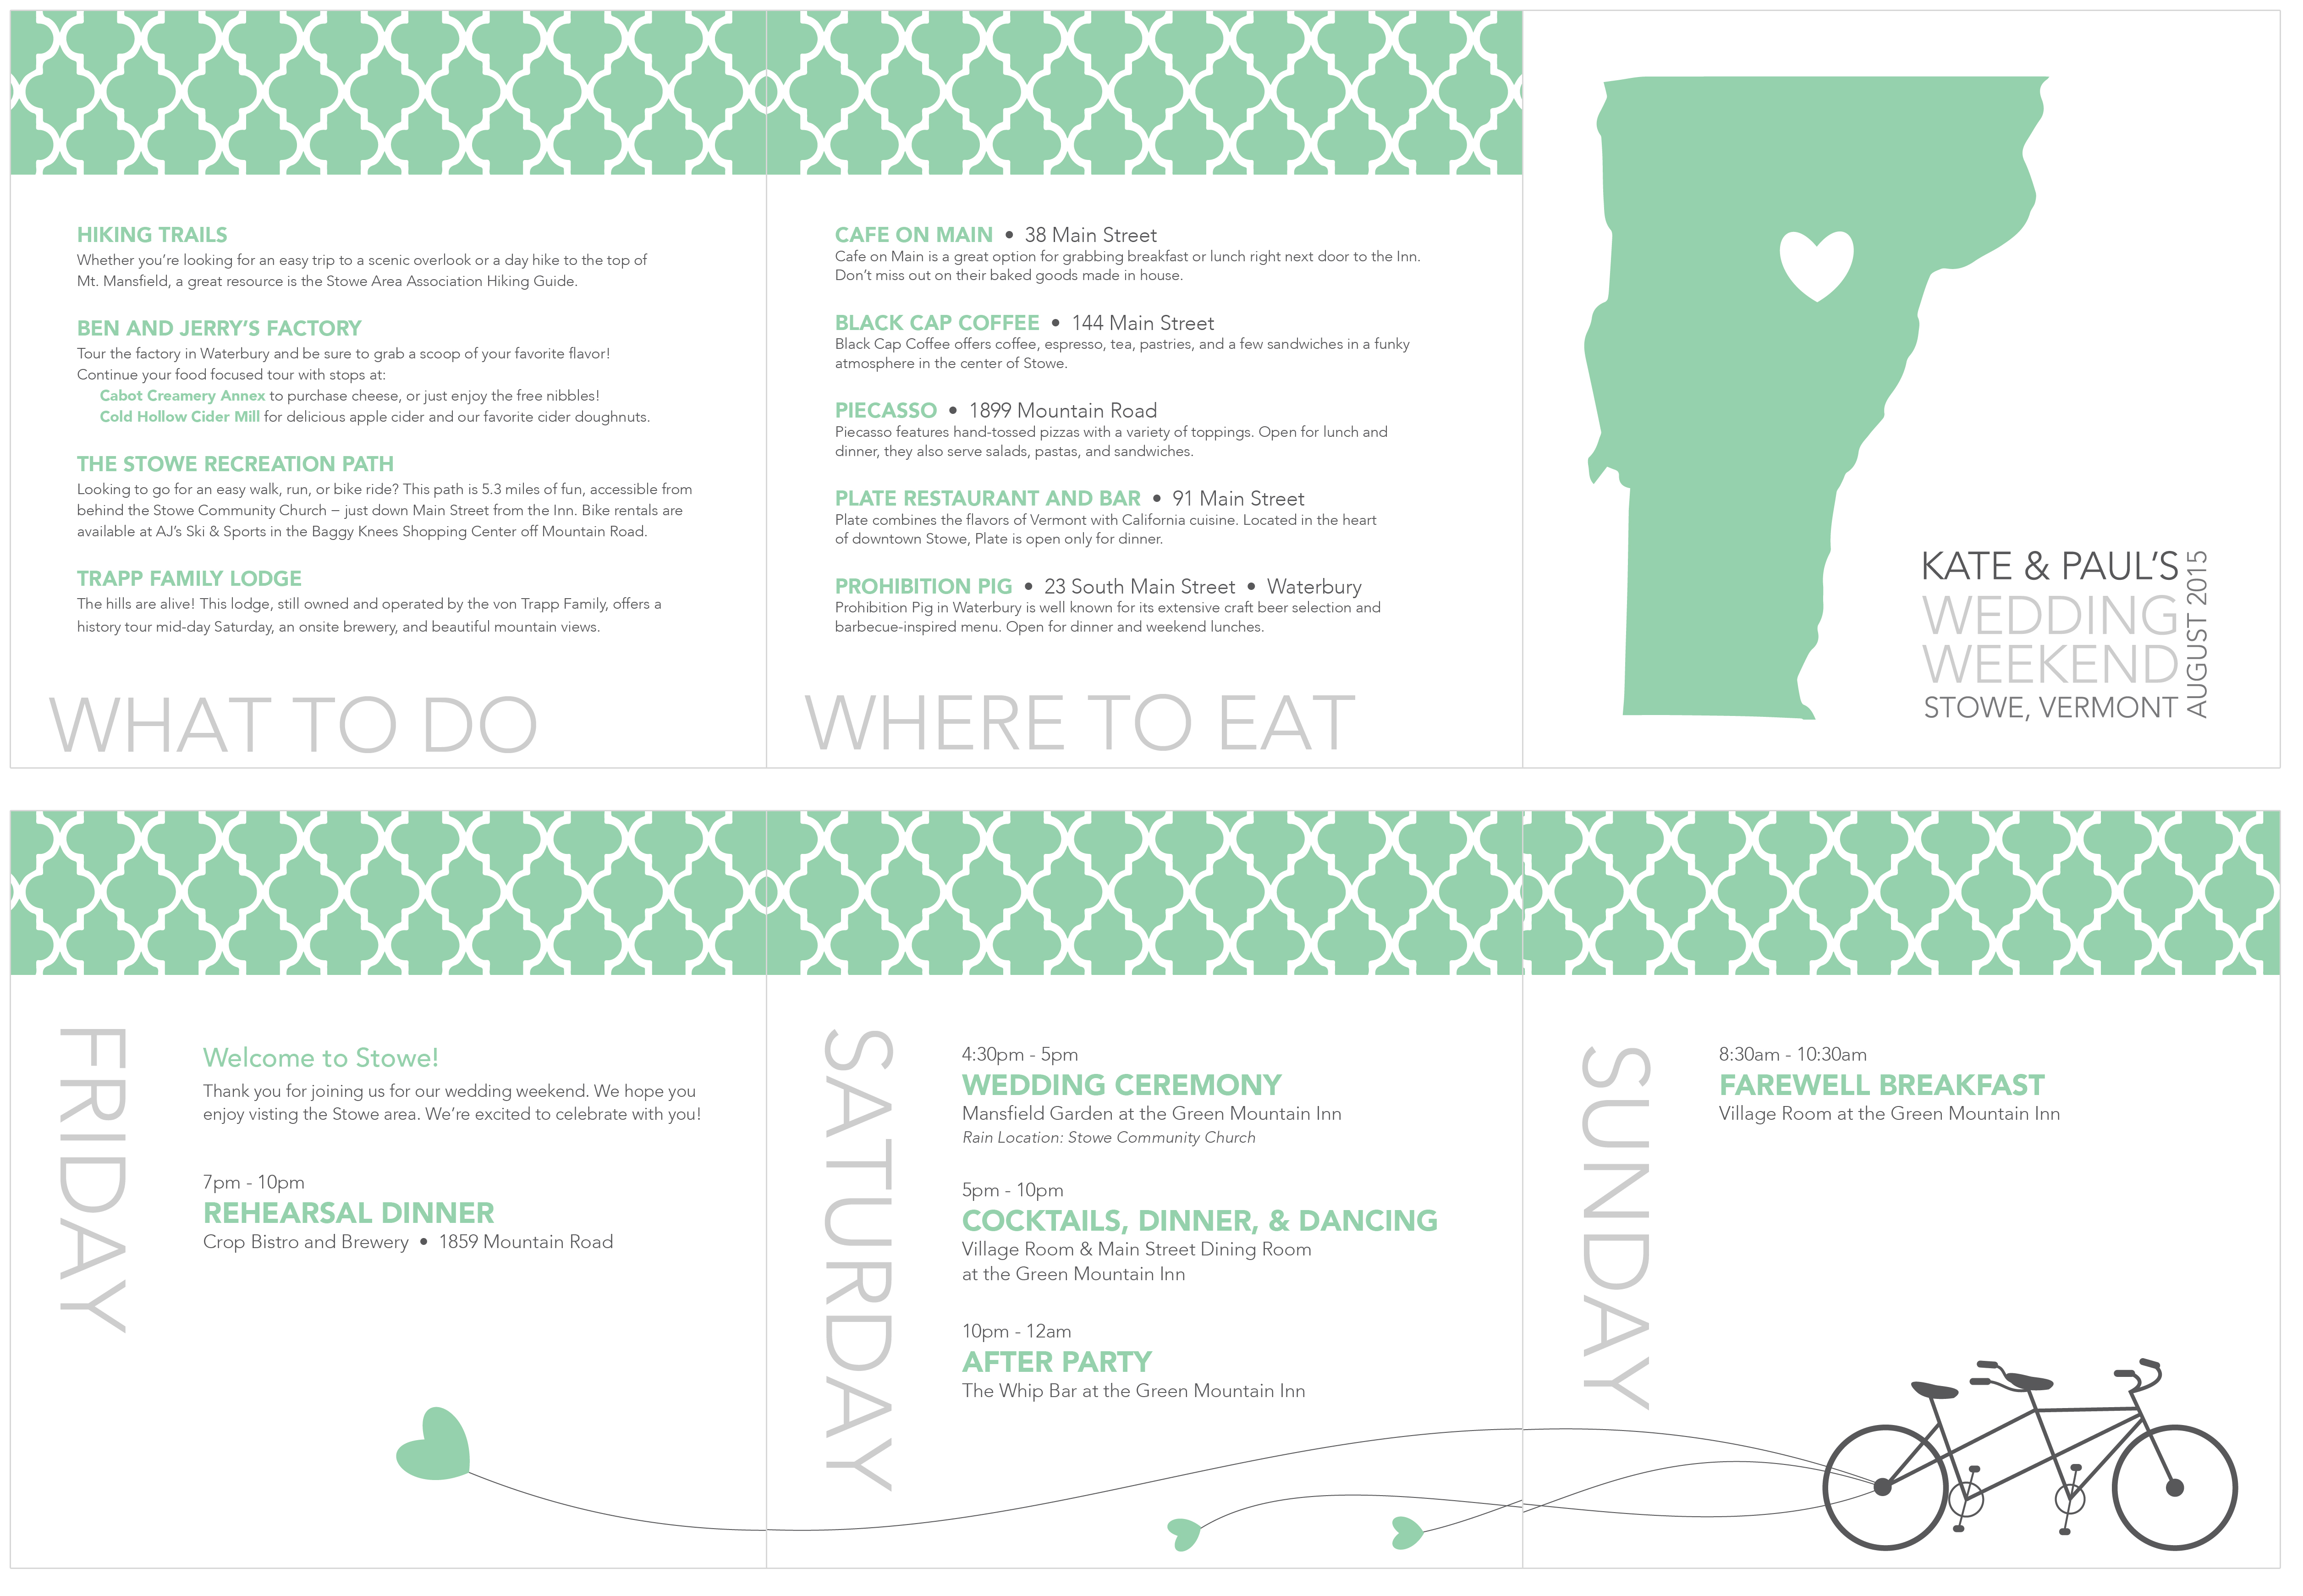 HIKING TRAILS
Whether you're looking for an easy trip to a scenic overlook or a day hike to the top of
Mt. Mansfield, a great resource is the Stowe Area Association Hiking Guide.
BEN AND JERRY'S FACTORY
Tour the factory in Waterbury and be sure to grab a scoop of your favorite flavor!
Continue your food focused tour with stops at:
Cabot Creamery Annex to purchase cheese, or just enjoy the free nibbles!
Cold Hollow Cider Mill for delicious apple cider and our favorite cider doughnuts.
THE STOWE RECREATION PATH
Looking to go for an easy walk, run, or bike ride? This path is 5.3 miles of fun, accessible from
behind the Stowe Community Church – just down Main Street from the Inn. Bike rentals are
available at AJ's Ski & Sports in the Baggy Knees Shopping Center off Mountain Road.
TRAPP FAMILY LODGE
The hills are alive! This lodge, still owned and operated by the von Trapp Family, offers a
history tour mid-day Saturday, an onsite brewery, and beautiful mountain views.
WHAT TO DO
CAFE ON MAIN • 38 Main Street
Cafe on Main is a great option for grabbing breakfast or lunch right next door to the Inn.
Don't miss out on their baked goods made in house.
BLACK CAP COFFEE • 144 Main Street
Black Cap Coffee offers coffee, espresso, tea, pastries, and a few sandwiches in a funky
atmosphere in the center of Stowe.
PIECASSO • 1899 Mountain Road
Piecasso features hand-tossed pizzas with a variety of toppings. Open for lunch and
dinner, they also serve salads, pastas, and sandwiches.
PLATE RESTAURANT AND BAR • 91 Main Street
Plate combines the flavors of Vermont with California cuisine. Located in the heart
of downtown Stowe, Plate is open only for dinner.
PROHIBITION PIG • 23 South Main Street • Waterbury
Prohibition Pig in Waterbury is well known for its extensive craft beer selection and
barbecue-inspired menu. Open for dinner and weekend lunches.
WHERE TO EAT
KATE & PAUL'S
WEDDING
WEEKEND
STOWE, VERMONT
AUGUST 2015
FRIDAY
Welcome to Stowe!
Thank you for joining us for our wedding weekend. We hope you
enjoy visting the Stowe area. We're excited to celebrate with you!
7pm - 10pm
REHEARSAL DINNER
Crop Bistro and Brewery • 1859 Mountain Road
SATURDAY
4:30pm - 5pm
WEDDING CEREMONY
Mansfield Garden at the Green Mountain Inn
Rain Location: Stowe Community Church
5pm - 10pm
COCKTAILS, DINNER, & DANCING
Village Room & Main Street Dining Room
at the Green Mountain Inn
10pm - 12am
AFTER PARTY
The Whip Bar at the Green Mountain Inn
SUNDAY
8:30am - 10:30am
FAREWELL BREAKFAST
Village Room at the Green Mountain Inn